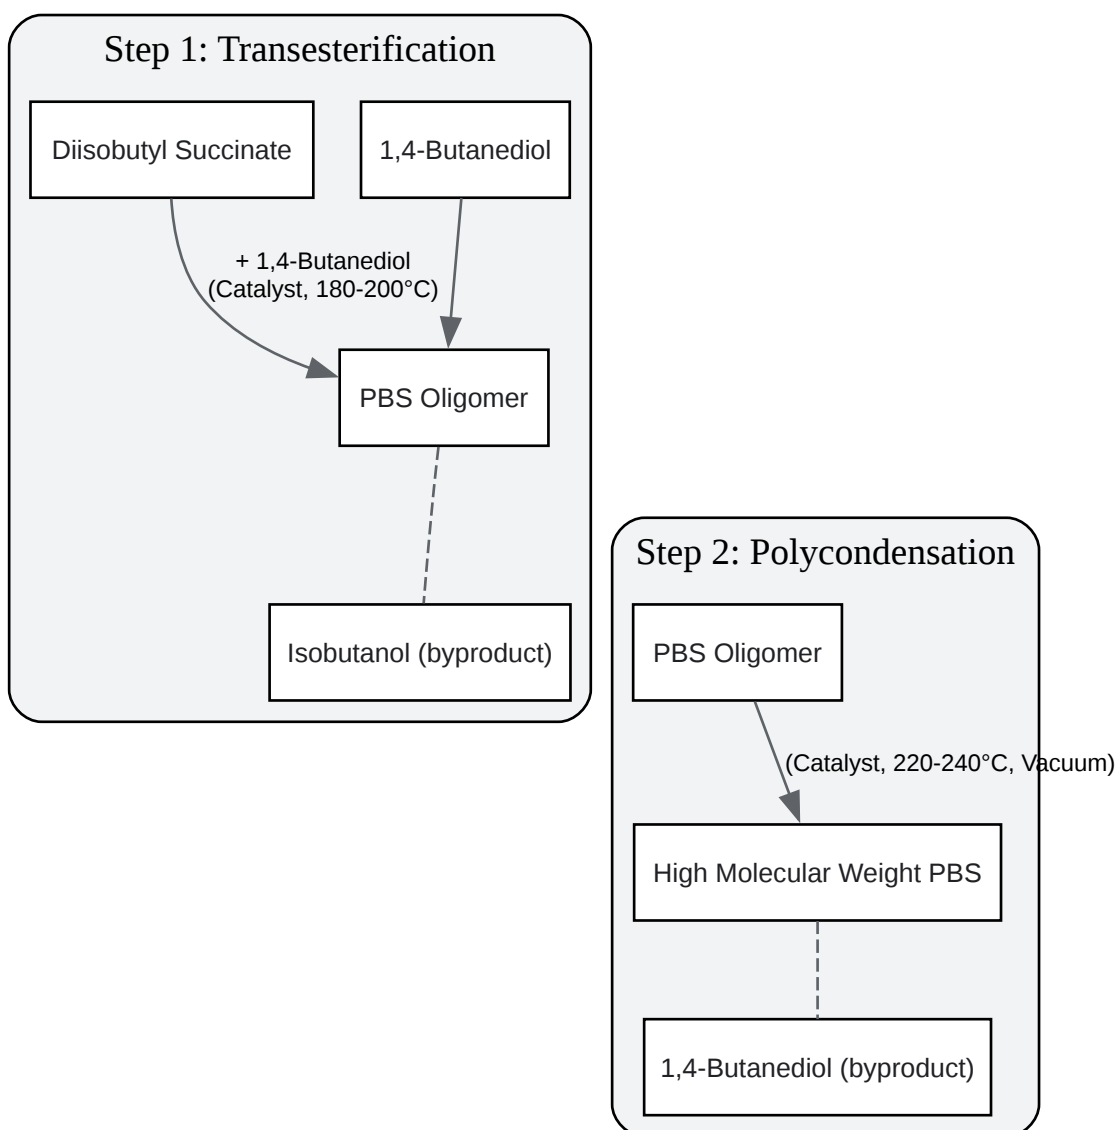 Step 1: Transesterification
Diisobutyl Succinate
1,4-Butanediol
+ 1,4-Butanediol
(Catalyst, 180-200°C)
PBS Oligomer
Isobutanol (byproduct)
Step 2: Polycondensation
PBS Oligomer
(Catalyst, 220-240°C, Vacuum)
High Molecular Weight PBS
1,4-Butanediol (byproduct)